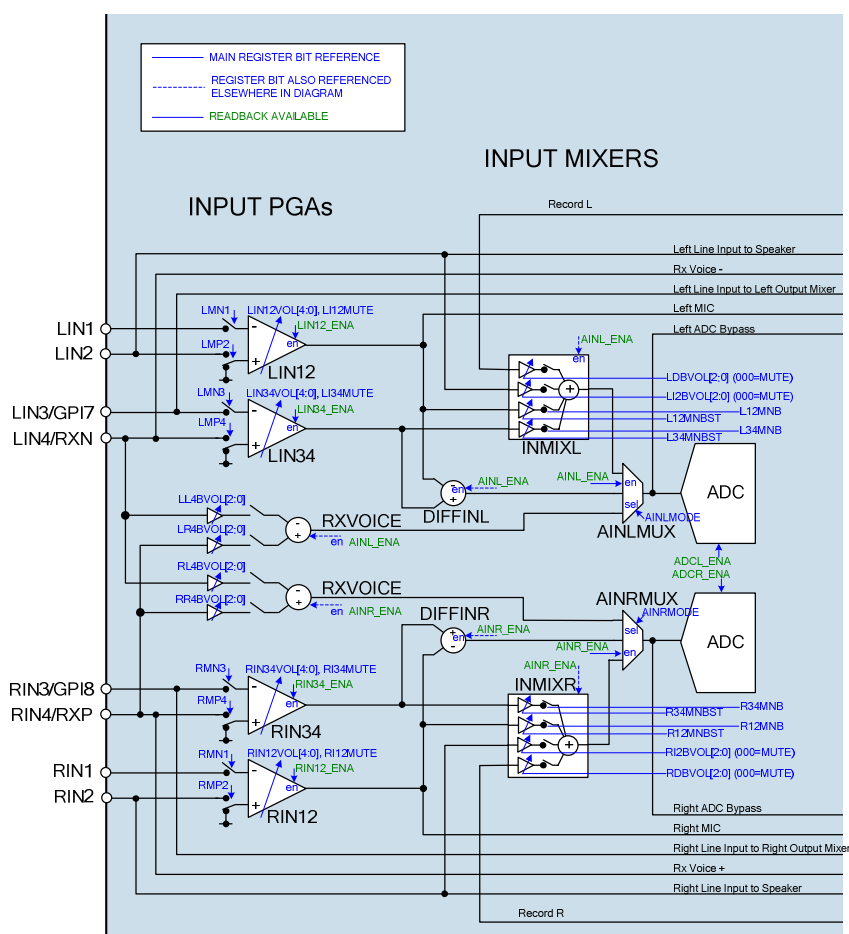 MAIN REGISTER BIT REFERENCE
REGISTER BIT ALSO REFERENCED
ELSEWHERE IN DIAGRAM
READBACK AVAILABLE
INPUT MIXERS
INPUT PGAs
Record L
Left Line Input to Speaker
Rx Voice -
Left Line Input to Left Output Mixer
Left MIC
Left ADC Bypass
LIN1
LIN2
LIN3/GPI7
LIN4/RXN
LMN1
LIN12VOL[4:0], LI12MUTE
LIN12_ENA
-
en
LMP2
+
LIN12
LMN3
LIN34VOL[4:0], LI34MUTE
LIN34_ENA
-
en
LMP4
+
LIN34
AINL_ENA
en
LDBVOL[2:0] (000=MUTE)
LI2BVOL[2:0] (000=MUTE)
+
L12MNB
L12MNBST
L34MNB
L34MNBST
INMIXL
AINL_ENA
-
en
+
DIFFINL
AINL_ENA
en
sel
AINLMODE
AINLMUX
ADC
LL4BVOL[2:0]
LR4BVOL[2:0]
-
+
RXVOICE
en
AINL_ENA
RL4BVOL[2:0]
RR4BVOL[2:0]
-
+
RXVOICE
en
AINR_ENA
ADCL_ENA
ADCR_ENA
AINRMUX
AINRMODE
sel
en
AINR_ENA
ADC
DIFFINR
+
en
-
AINR_ENA
AINR_ENA
en
INMIXR
R34MNB
R34MNBST
R12MNB
R12MNBST
+
RI2BVOL[2:0] (000=MUTE)
RDBVOL[2:0] (000=MUTE)
RIN3/GPI8
RIN4/RXP
RIN1
RIN2
RMN3
RIN34VOL[4:0], RI34MUTE
RIN34_ENA
-
en
RMP4
+
RIN34
RMN1
RIN12VOL[4:0], RI12MUTE
RIN12_ENA
-
en
RMP2
+
RIN12
Right ADC Bypass
Right MIC
Right Line Input to Right Output Mixer
Rx Voice +
Right Line Input to Speaker
Record R